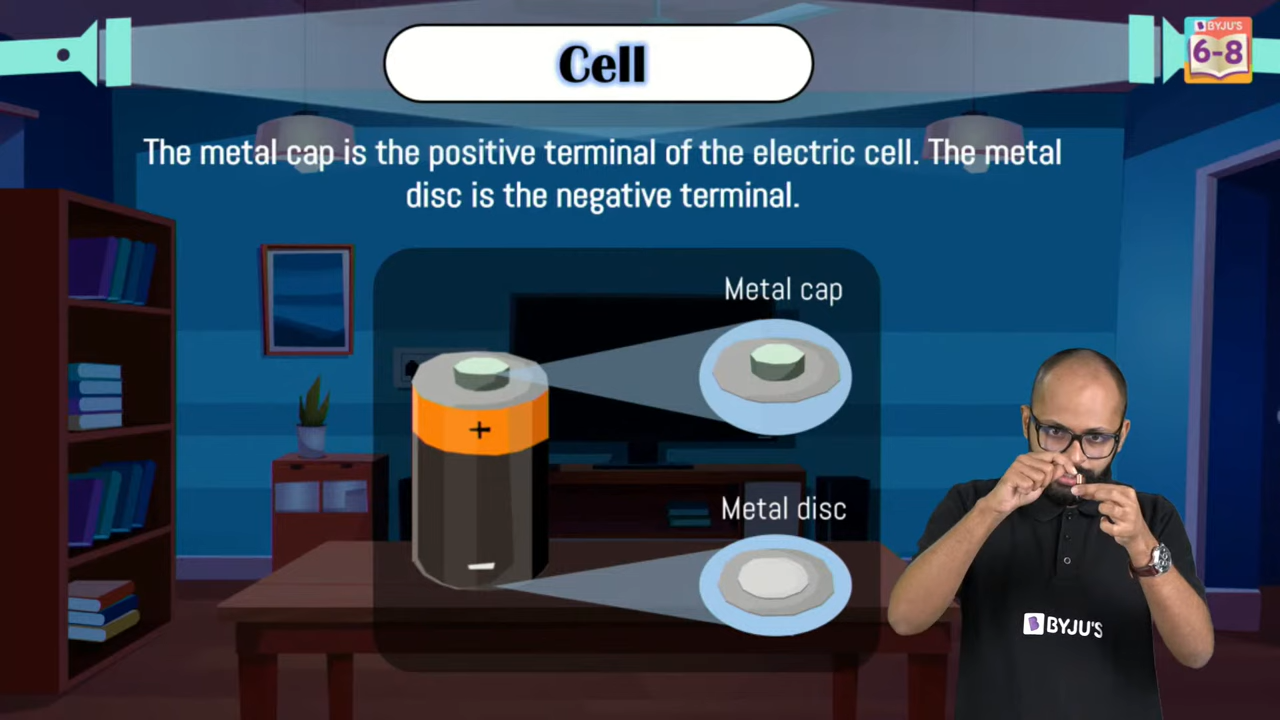 BYJU'S
6-8
Cell
The metal cap is the positive terminal of the electric cell. The metal
disc is the negative terminal.
Metal cap
+
Metal disc
-
BYJU'S